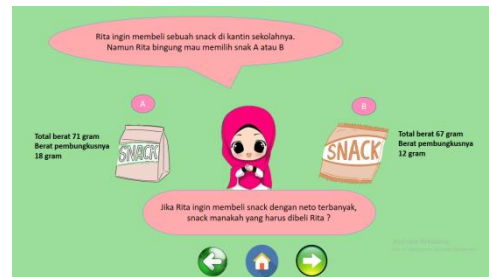 Rita ingin membeli sebuah snack di kantin sekolahnya.
Namun Rita bingung mau memilih snak A atau B
A
B
Total berat 71 gram
Berat pembungkusnya
18 gram
SNACK
SNACK
Total berat 67 gram
Berat pembungkusnya
12 gram
Jika Rita ingin membeli snack dengan neto terbanyak,
snack manakah yang harus dibeli Rita ?